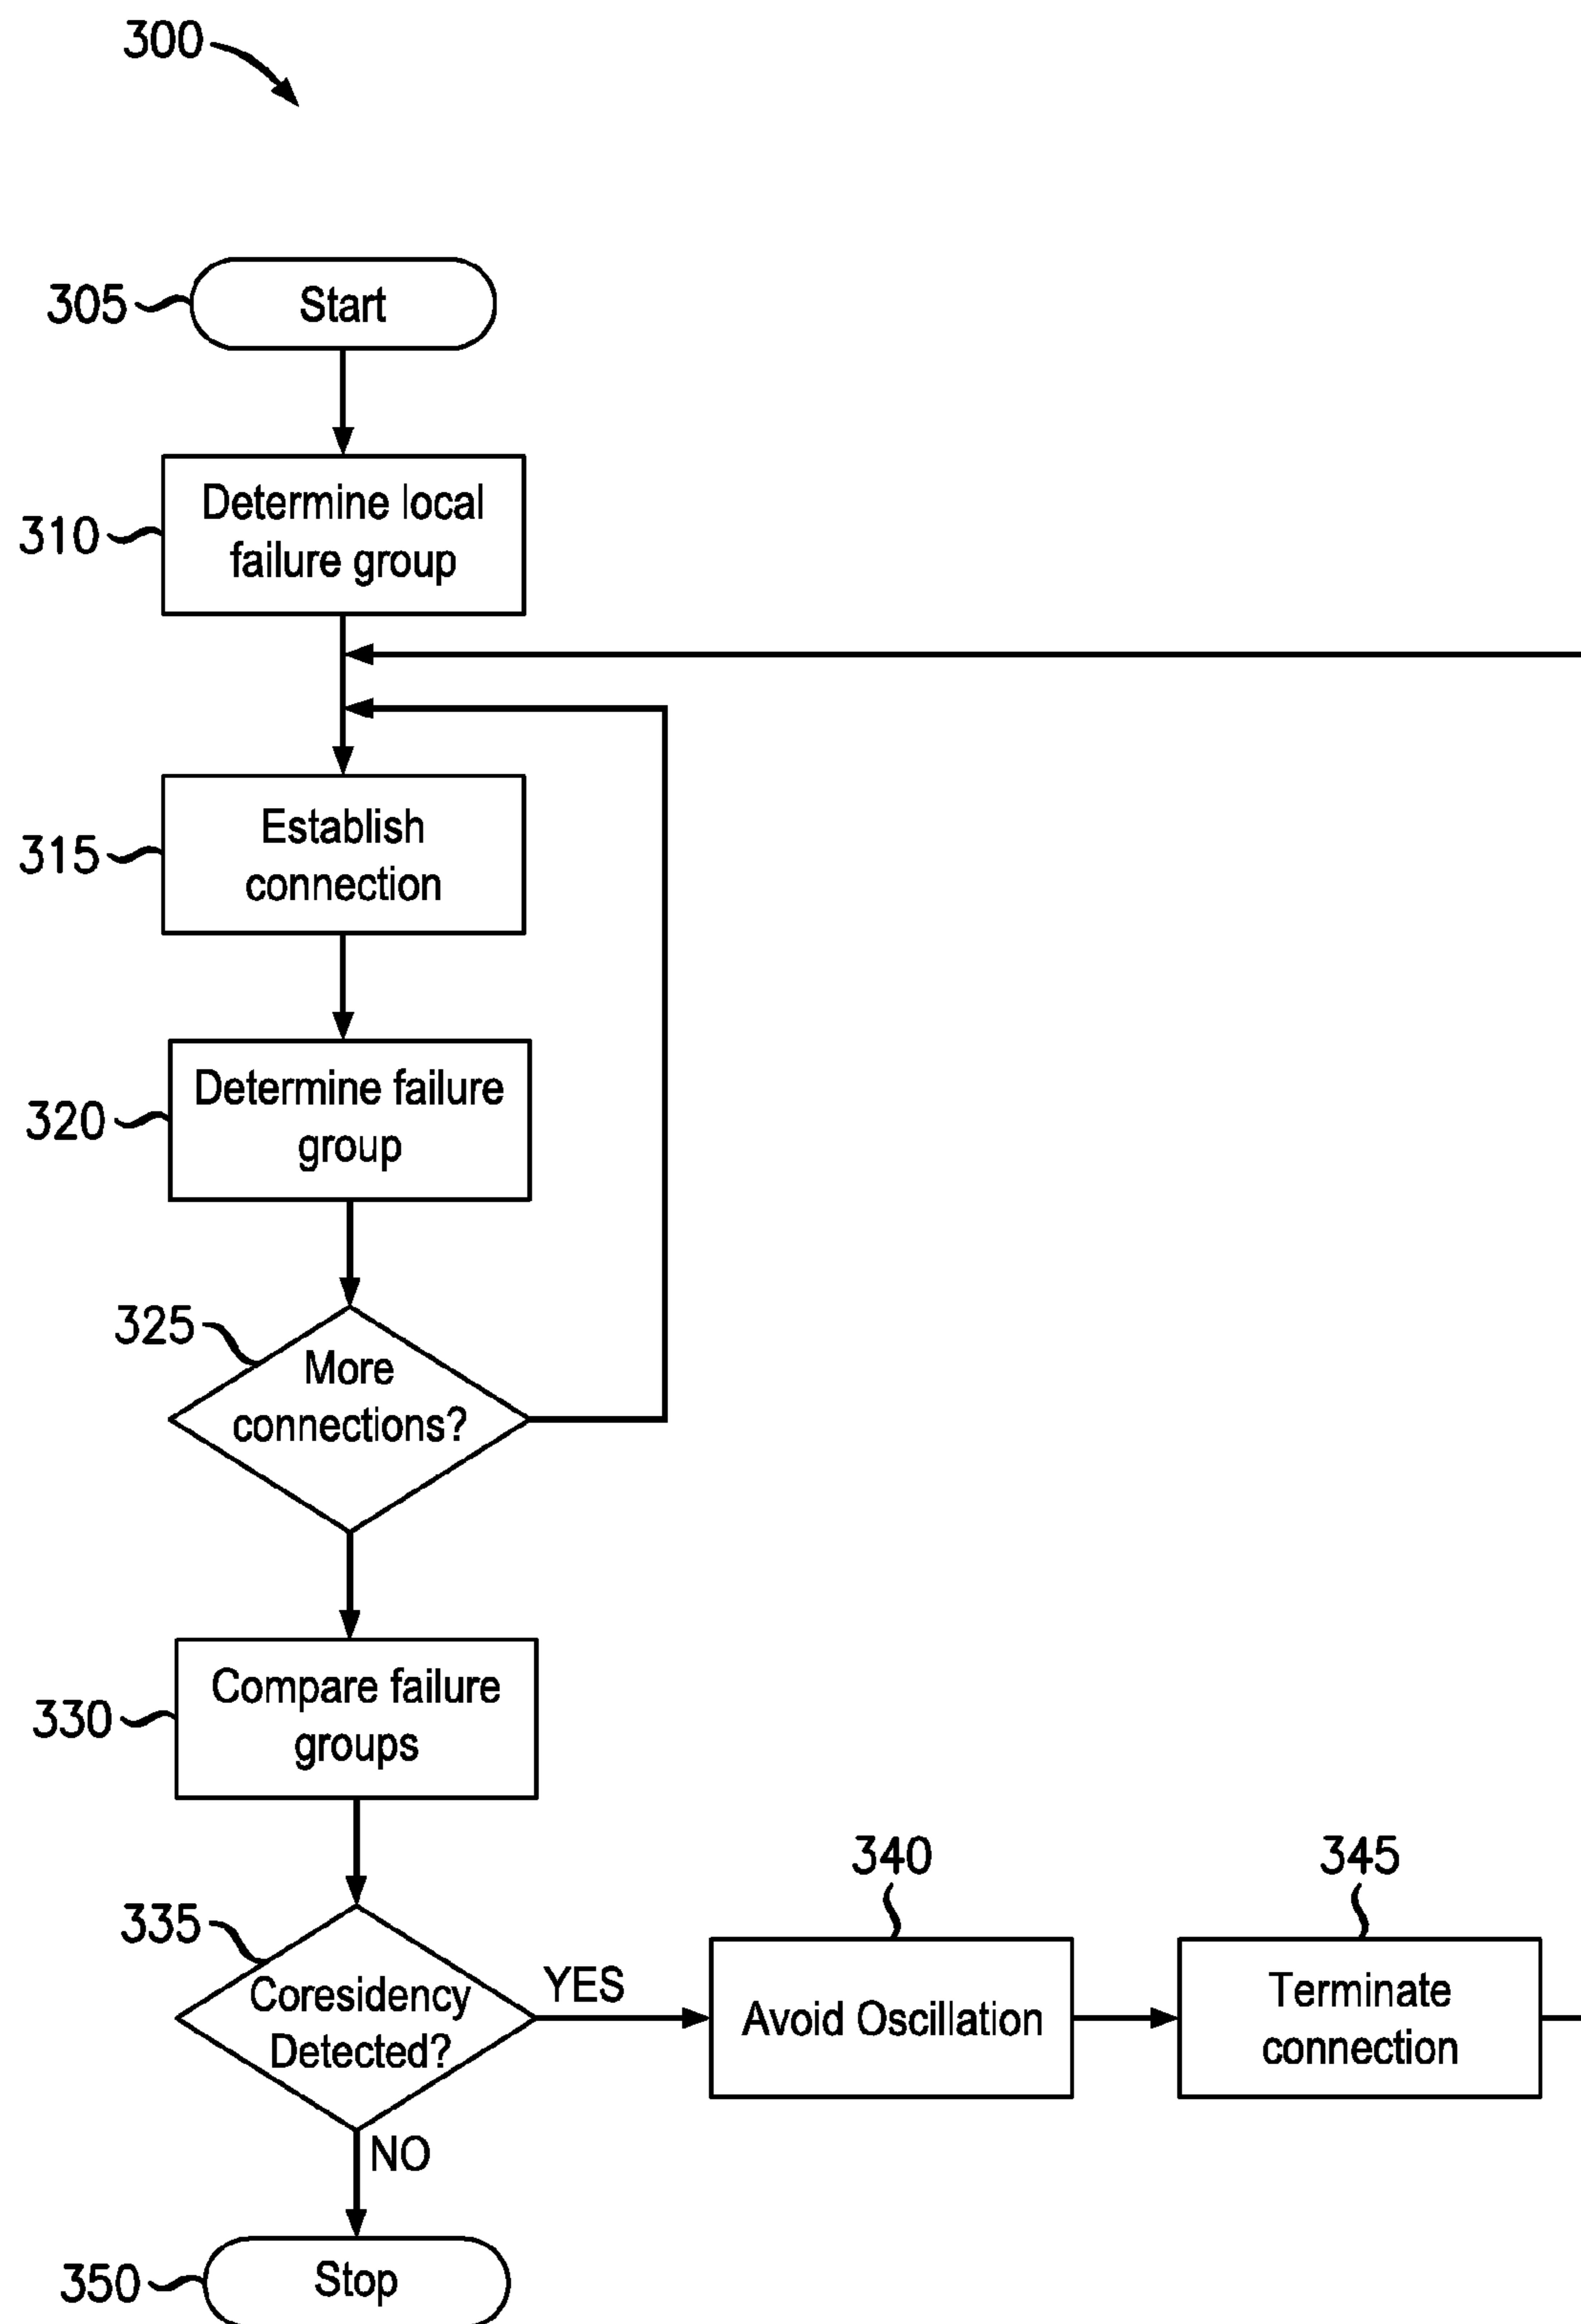 300
305
Start
310
Determine local
failure group
315
Establish
connection
320
Determine failure
group
325
More
connections?
330
Compare failure
groups
335
Coresidency
Detected?
YES
340
Avoid Oscillation
345
Terminate
connection
NO
350
Stop